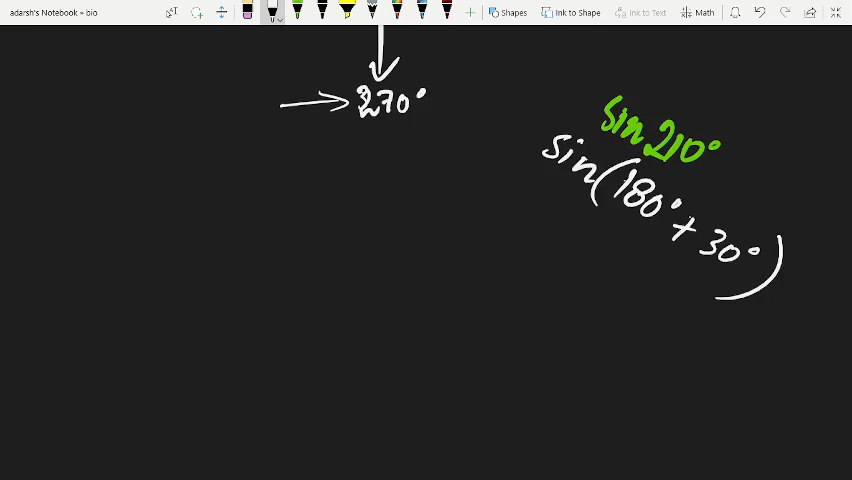 adarsh's Notebook » bio
Shapes
Ink to Shape
Ink to Text
Math
270°
sin 210°
sin(180° + 30°)